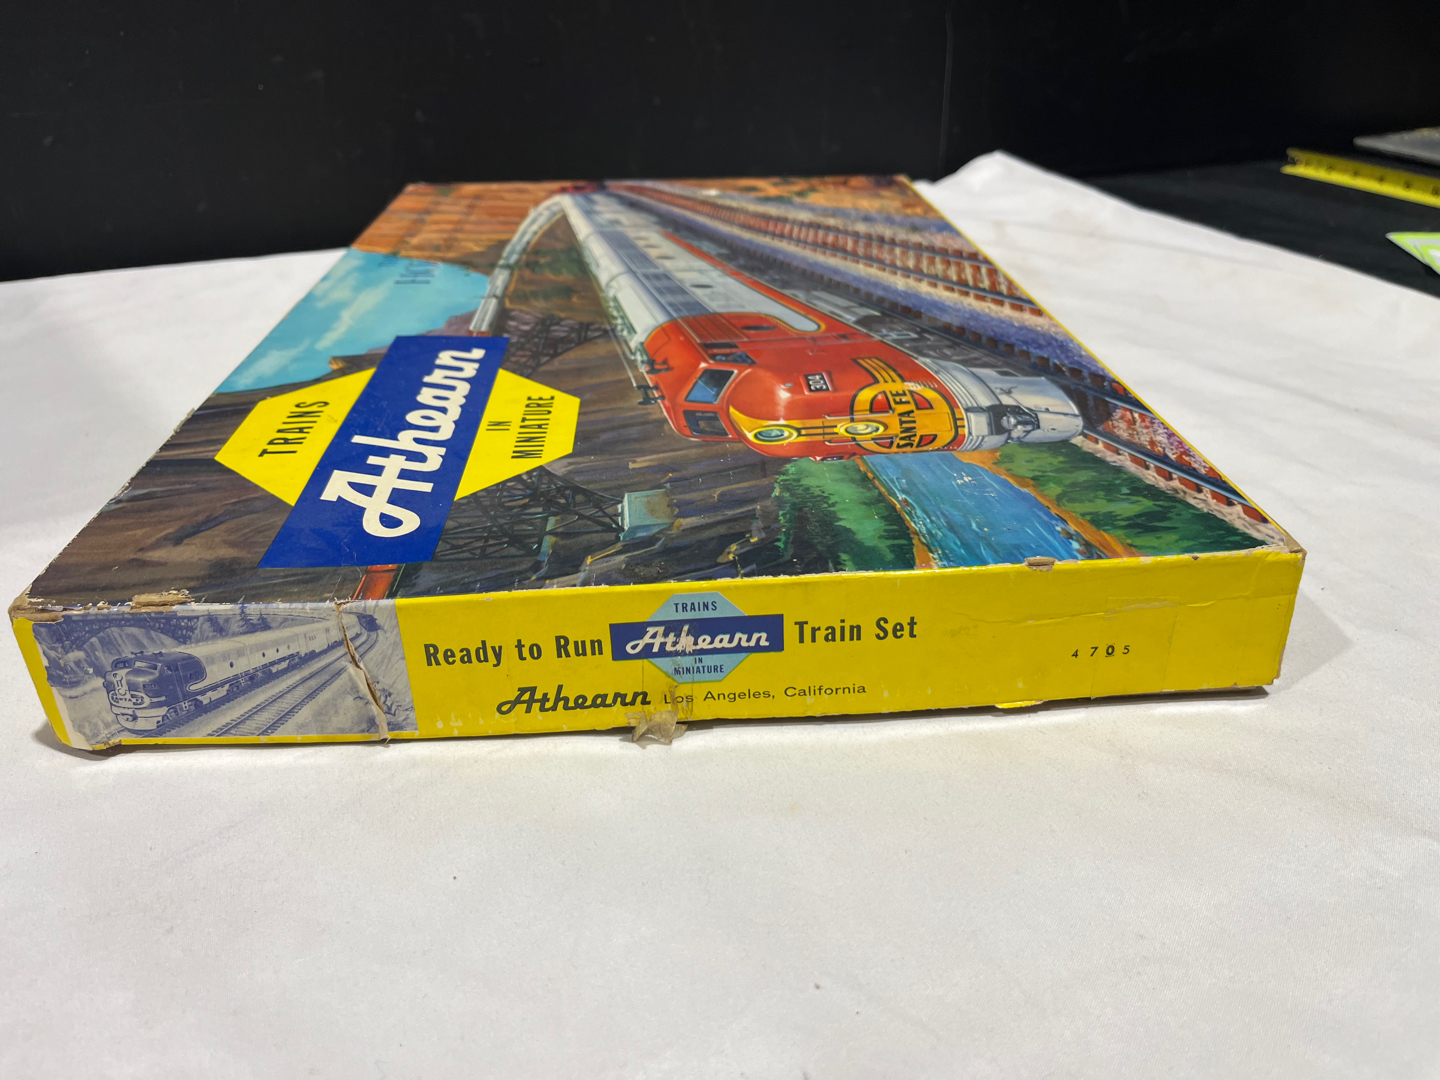 TRAINS
Athearn
IN
MINIATURE
304
SANTA FE
Ready to Run
TRAINS
Athearn
IN
MINIATURE
Train Set
Athearn Los Angeles, California
4705